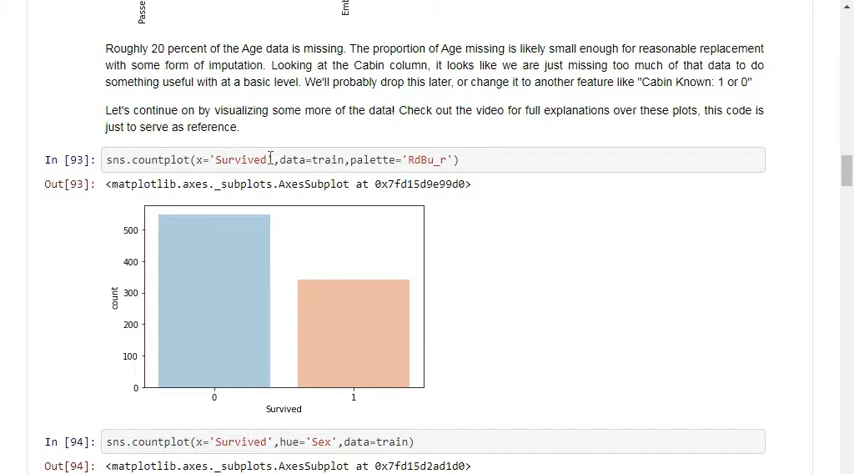 Passe
Emb
Roughly 20 percent of the Age data is missing. The proportion of Age missing is likely small enough for reasonable replacement
with some form of imputation. Looking at the Cabin column, it looks like we are just missing too much of that data to do
something useful with at a basic level. We'll probably drop this later, or change it to another feature like "Cabin Known: 1 or 0"
Let's continue on by visualizing some more of the data! Check out the video for full explanations over these plots, this code is
just to serve as reference.
In [93]: sns.countplot(x='Survived',data=train,palette='RdBu_r')
Out[93]: <matplotlib.axes._subplots.AxesSubplot at 0x7fd15d9e99d0>
500
400
300
200
100
0
count
0 1
Survived
In [94]: sns.countplot(x='Survived',hue='Sex',data=train)
Out[94]: <matplotlib.axes._subplots.AxesSubplot at 0x7fd15d2ad1d0>